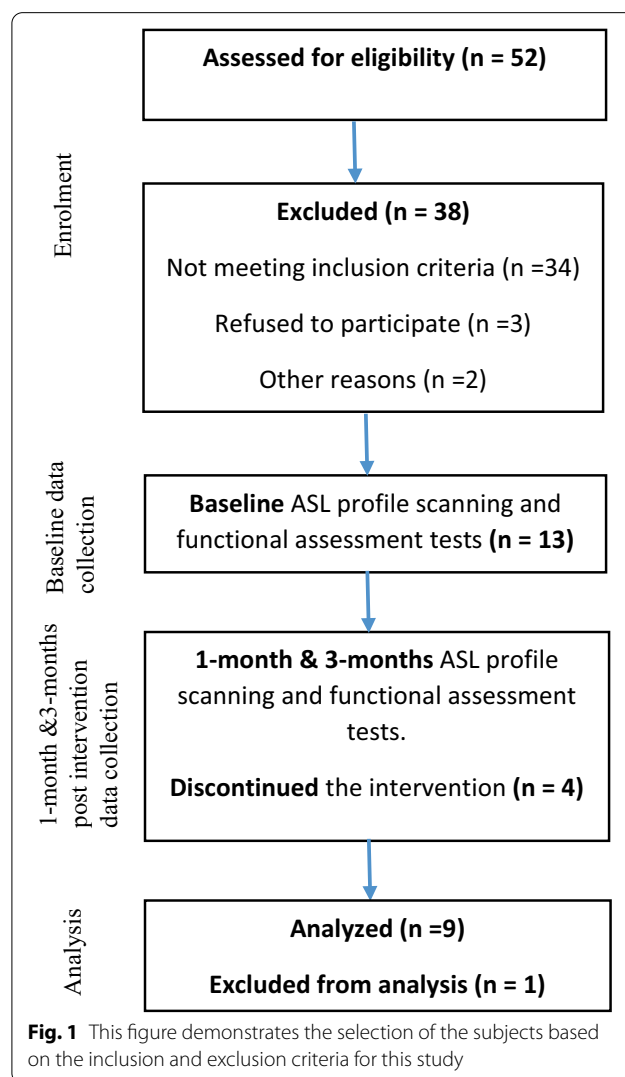 Assessed for eligibility (n = 52)
Enrolment
Excluded (n = 38)
Not meeting inclusion criteria (n =34)
Refused to participate (n =3)
Other reasons (n =2)
Baseline data
collection
Baseline ASL profile scanning and
functional assessment tests (n = 13)
1-month &3-months
post intervention
data collection
1-month & 3-months ASL profile
scanning and functional assessment
tests.
Discontinued the intervention (n = 4)
Analysis
Analyzed (n =9)
Excluded from analysis (n = 1)
Fig. 1 This figure demonstrates the selection of the subjects based
on the inclusion and exclusion criteria for this study